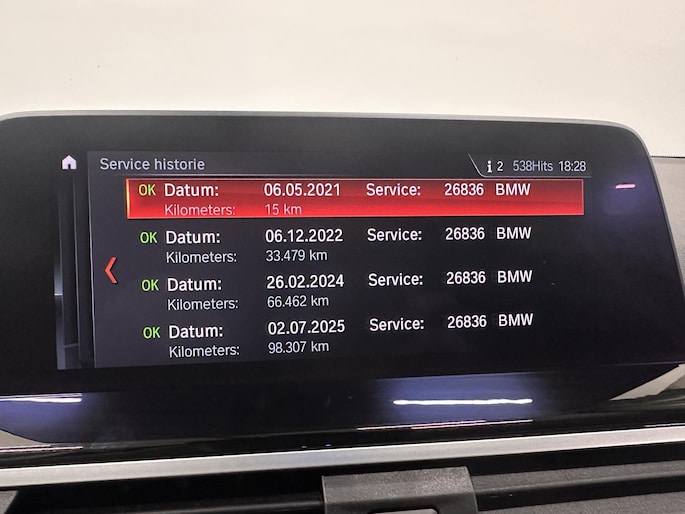 Service historie i 2 538Hits 18:28
OK Datum: 06.05.2021 Service: 26836 BMW
Kilometers: 15 km
OK Datum: 06.12.2022 Service: 26836 BMW
Kilometers: 33.479 km
OK Datum: 26.02.2024 Service: 26836 BMW
Kilometers: 66.462 km
OK Datum: 02.07.2025 Service: 26836 BMW
Kilometers: 98.307 km